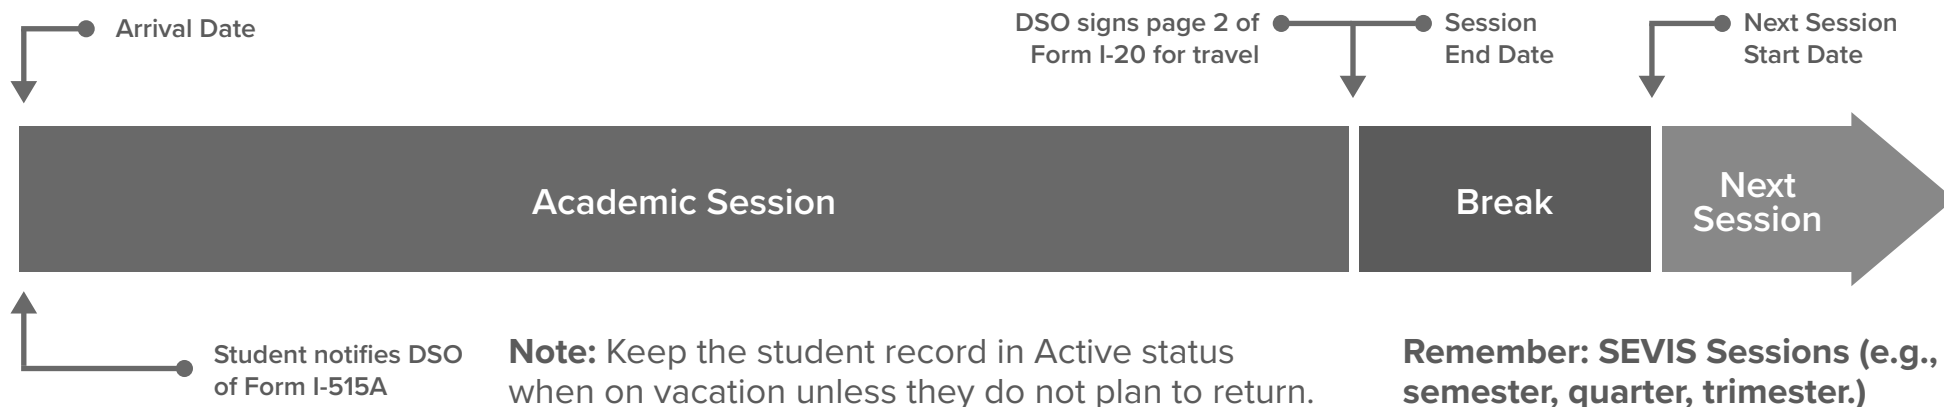 Arrival Date
DSO signs page 2 of
Form I-20 for travel
Session
End Date
Next Session
Start Date
Academic Session
Break
Next
Session
Student notifies DSO
of Form I-515A
Note: Keep the student record in Active status
when on vacation unless they do not plan to return.
Remember: SEVIS Sessions (e.g.,
semester, quarter, trimester.)